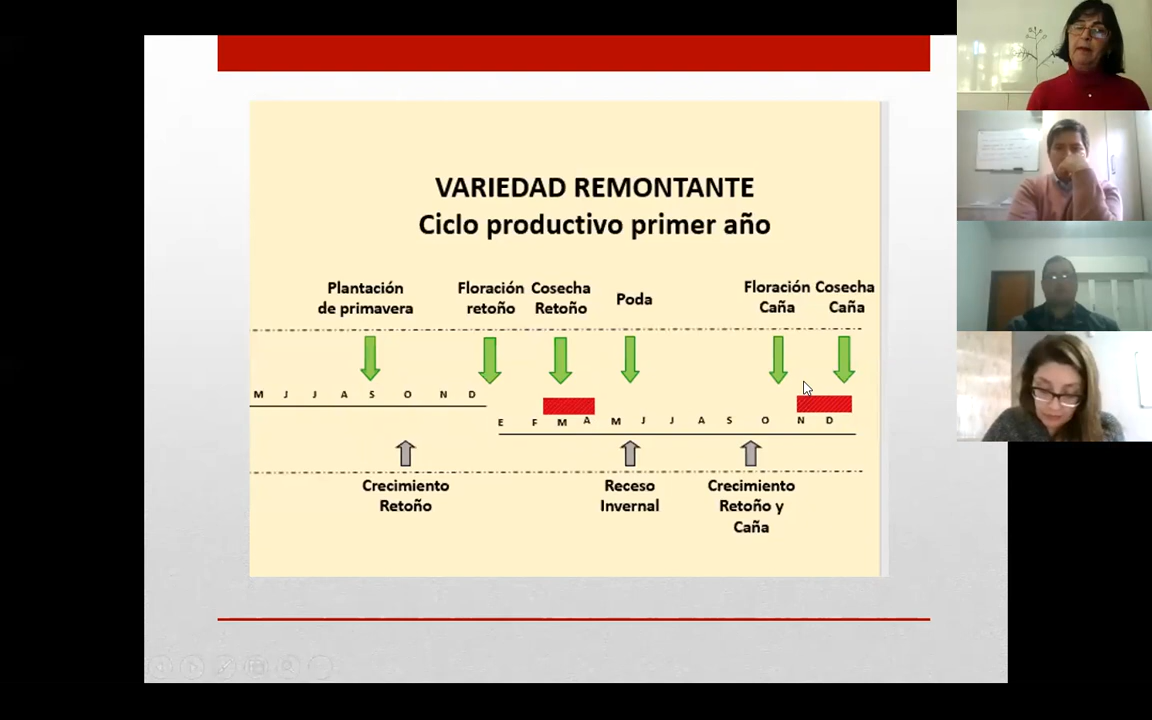 VARIEDAD REMONTANTE
Ciclo productivo primer año
Plantación
de primavera
Floración
retoño
Cosecha
Retoño
Poda
Floración
Caña
Cosecha
Caña
M J J A S O N D
E F M A M J J A S O N D
Crecimiento
Retoño
Receso
Invernal
Crecimiento
Retoño y
Caña